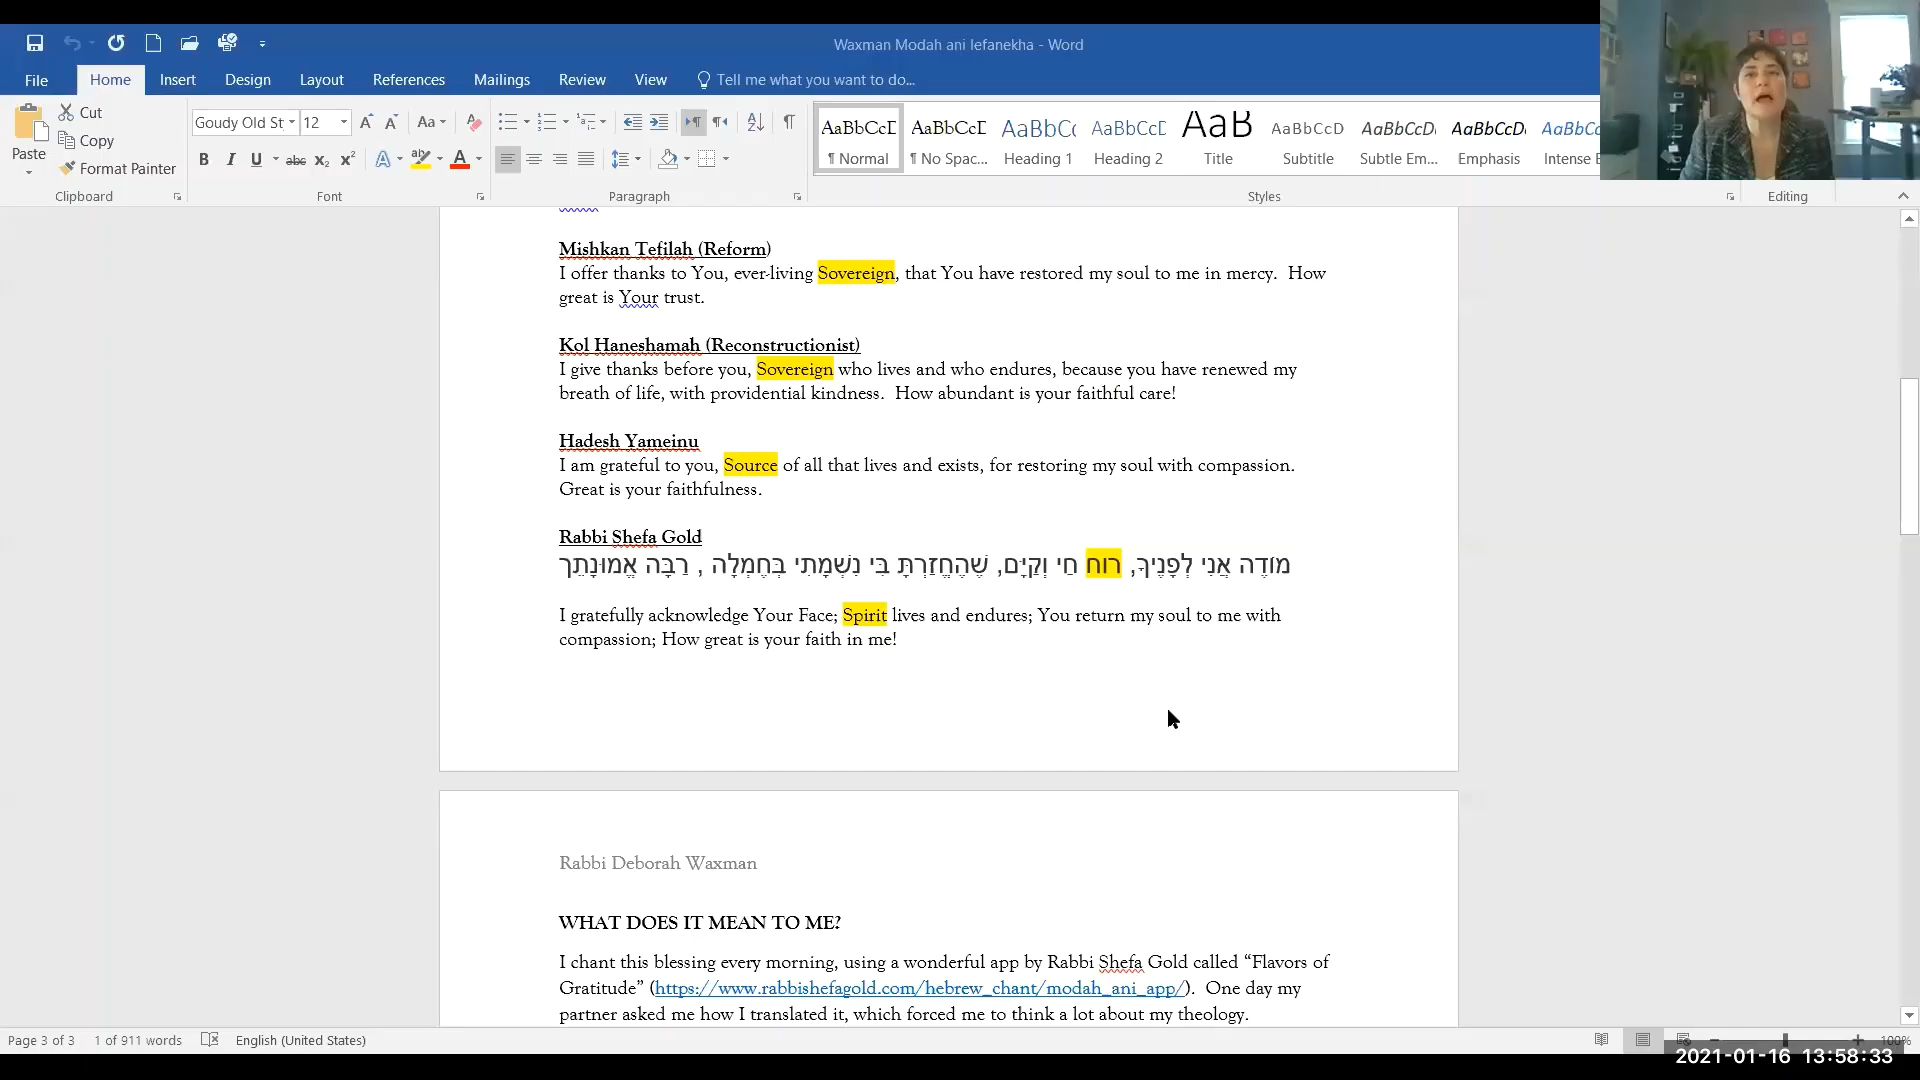 Waxman Modah ani lefanekha - Word
File Home Insert Design Layout References Mailings Review View Tell me what you want to do...
Paste
Cut
Copy
Format Painter
Clipboard
Goudy Old St 12
Font
Paragraph
AaBbCcD AaBbCcD AaBbCc AaBbCcD AaB AaBbCcD AaBbCcD AaBbCcD AaBbCc
¶ Normal ¶ No Spac... Heading 1 Heading 2 Title Subtitle Subtle Em... Emphasis Intense
Styles
Editing
Mishkan Tefilah (Reform)
I offer thanks to You, ever-living Sovereign, that You have restored my soul to me in mercy. How
great is Your trust.
Kol Haneshamah (Reconstructionist)
I give thanks before you, Sovereign who lives and who endures, because you have renewed my
breath of life, with providential kindness. How abundant is your faithful care!
Hadesh Yameinu
I am grateful to you, Source of all that lives and exists, for restoring my soul with compassion.
Great is your faithfulness.
Rabbi Shefa Gold
מוֹדֶה אֲנִי לְפָנֶיךָ, רוח חַי וְקַיָּם, שֶׁהֶחֱזַרְתָּ בִּי נִשְׁמָתִי בְּחֶמְלָה , רַבָּה אֱמוּנָתֵךָ
I gratefully acknowledge Your Face; Spirit lives and endures; You return my soul to me with
compassion; How great is your faith in me!
Rabbi Deborah Waxman
WHAT DOES IT MEAN TO ME?
I chant this blessing every morning, using a wonderful app by Rabbi Shefa Gold called “Flavors of
Gratitude” (https://www.rabbishefagold.com/hebrew_chant/modah_ani_app/). One day my
partner asked me how I translated it, which forced me to think a lot about my theology.
Page 3 of 3 1 of 911 words English (United States) 100%
2021-01-16 13:58:33